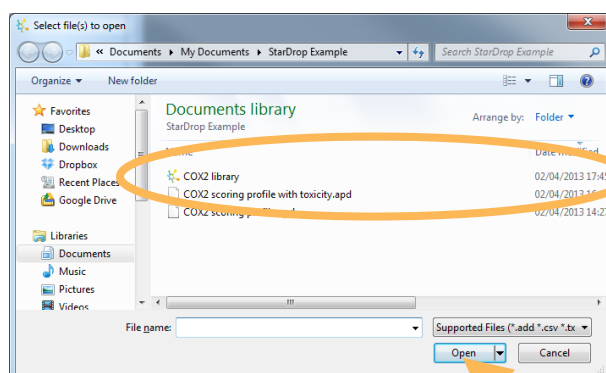 Select file(s) to open
« Documents My Documents StarDrop Example
Search StarDrop Example
Organize New folder
Favorites
Desktop
Downloads
Dropbox
Recent Places
Google Drive
Libraries
Documents
Music
Pictures
Videos
Documents library
StarDrop Example
Arrange by: Folder
Date modified
COX2 library 02/04/2013 17:45
COX2 scoring profile with toxicity.apd 02/04/2013
COX2 scoring 02/04/2013 14:27
File name:
Supported Files (*.add *.csv *.tx
Open Cancel